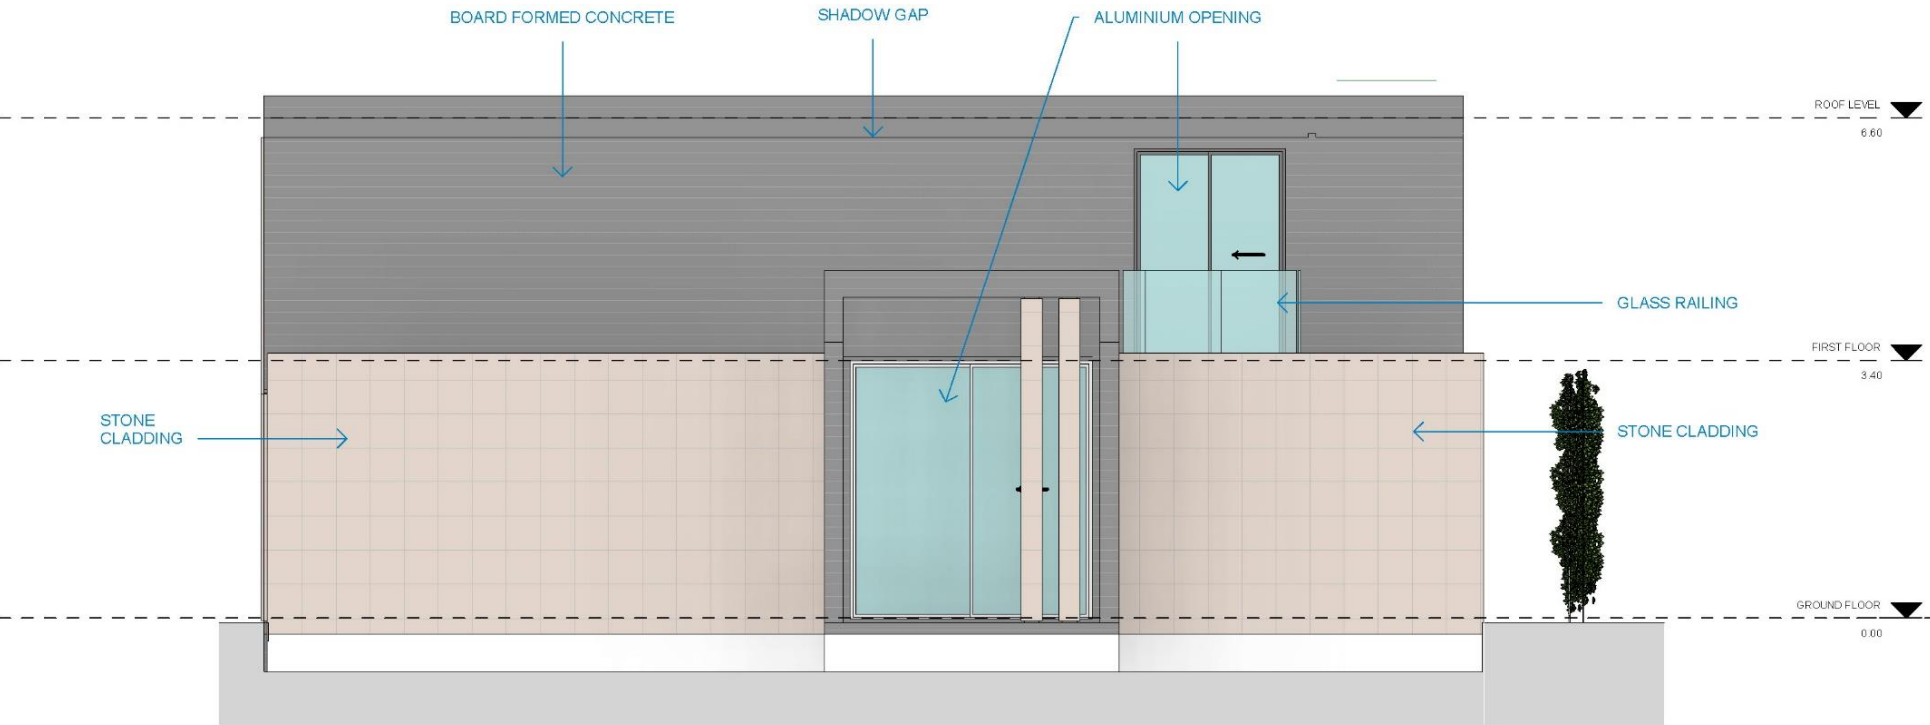 BOARD FORMED CONCRETE
SHADOW GAP
ALUMINIUM OPENING
ROOF LEVEL
6.60
GLASS RAILING
FIRST FLOOR
3.40
STONE
CLADDING
STONE CLADDING
GROUND FLOOR
0.00